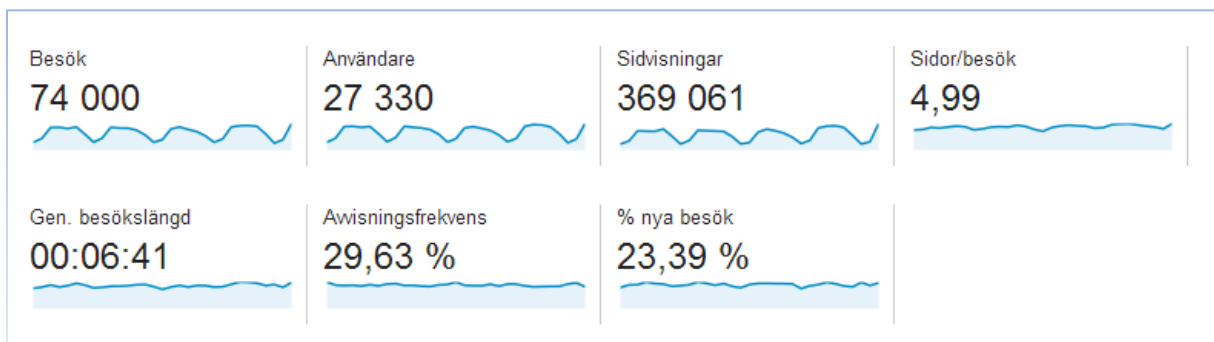 Besök
74 000
Användare
27 330
Sidvisningar
369 061
Sidor/besök
4,99
Gen. besökslängd
00:06:41
Avvisningsfrekvens
29,63 %
% nya besök
23,39 %